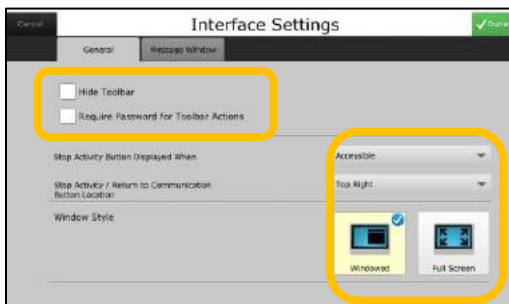 Cancel
Interface Settings
Done
General
Message Window
Hide Toolbar
Require Password for Toolbar Actions
Stop Activity Button Displayed When
Accessible
Stop Activity / Return to Communication
Button Location
Top Right
Window Style
Windowed
Full Screen